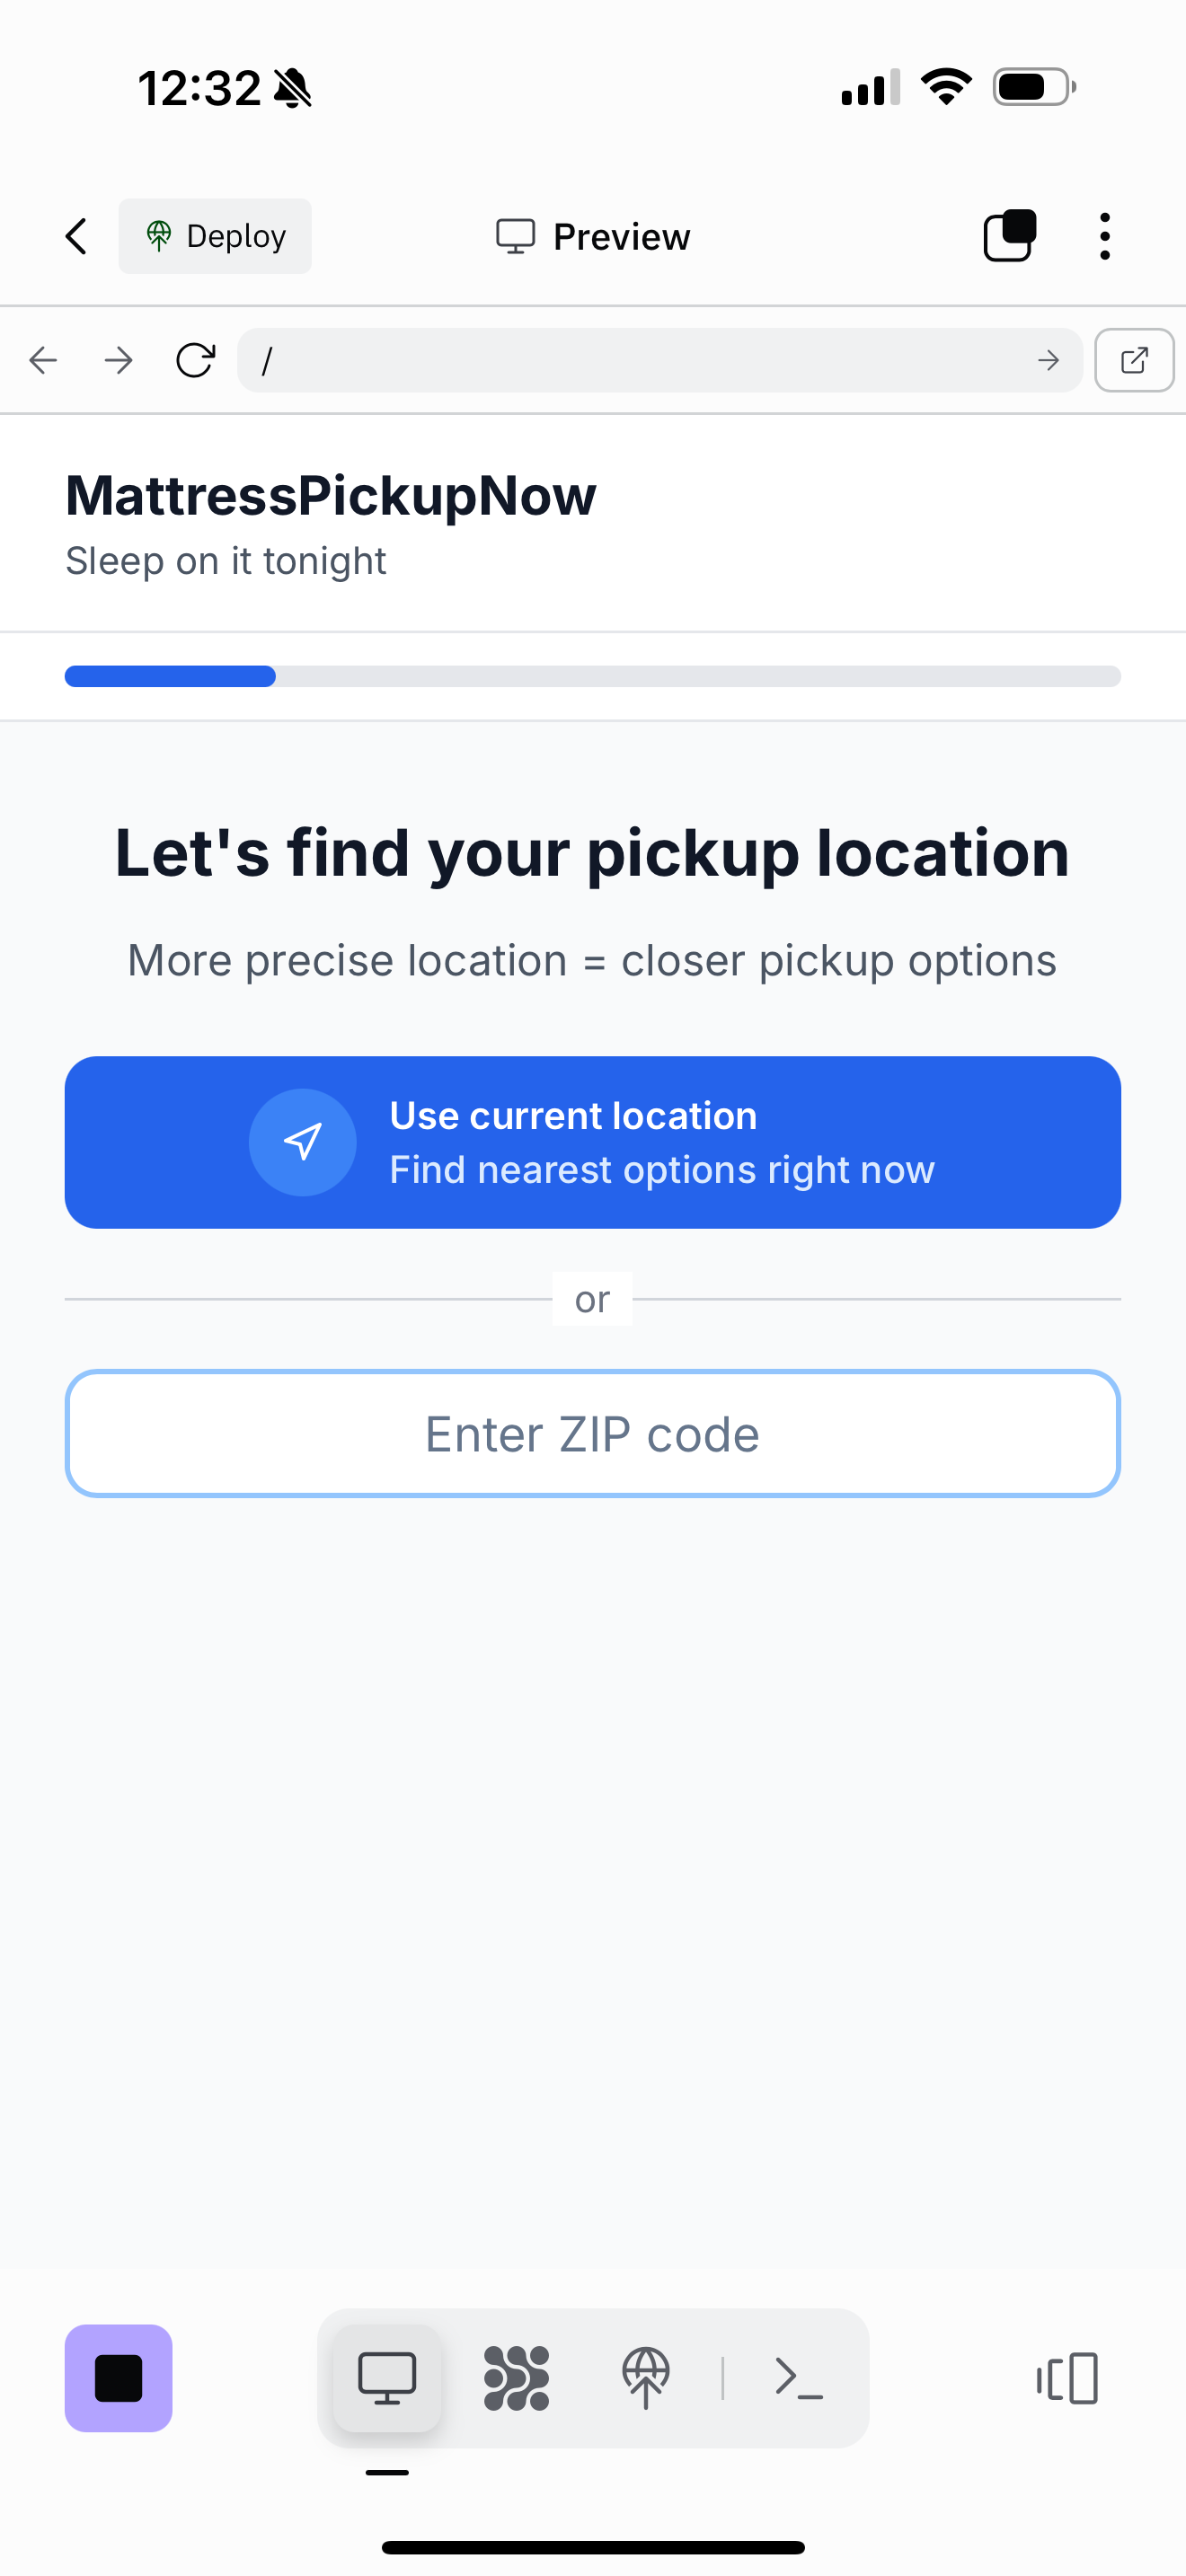 12:32
Deploy
Preview
/
MattressPickupNow
Sleep on it tonight
Let's find your pickup location
More precise location = closer pickup options
Use current location
Find nearest options right now
or
Enter ZIP code